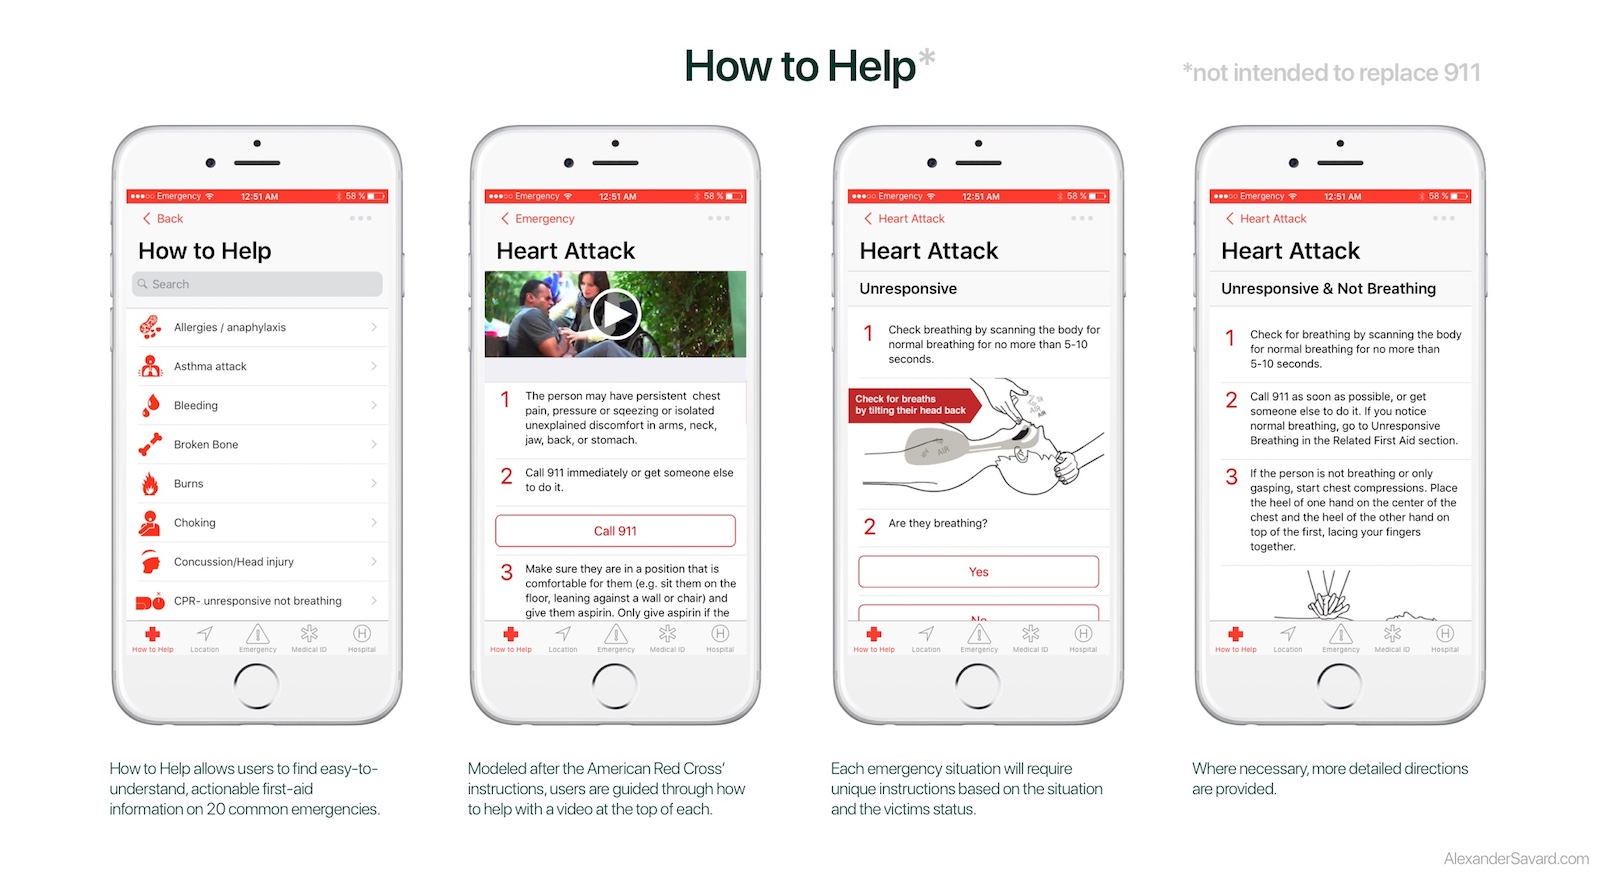 How to Help*
*not intended to replace 911
Emergency 12:51 AM 58 %
Back
How to Help
Search
Allergies / anaphylaxis
Asthma attack
Bleeding
Broken Bone
Burns
Choking
Concussion/Head injury
CPR- unresponsive not breathing
How to Help Location Emergency Medical ID Hospital
How to Help allows users to find easy-to-
understand, actionable first-aid
information on 20 common emergencies.
Emergency 12:51 AM 58 %
Emergency
Heart Attack
1 The person may have persistent chest
pain, pressure or sqeezing or isolated
unexplained discomfort in arms, neck,
jaw, back, or stomach.
2 Call 911 immediately or get someone else
to do it.
Call 911
3 Make sure they are in a position that is
comfortable for them (e.g. sit them on the
floor, leaning against a wall or chair) and
give them aspirin. Only give aspirin if the
How to Help Location Emergency Medical ID Hospital
Modeled after the American Red Cross'
instructions, users are guided through how
to help with a video at the top of each.
Emergency 12:51 AM 58 %
Heart Attack
Heart Attack
Unresponsive
1 Check breathing by scanning the body for
normal breathing for no more than 5-10
seconds.
Check for breaths
by tilting their head back
AIR
AIR
2 Are they breathing?
Yes
No
How to Help Location Emergency Medical ID Hospital
Each emergency situation will require
unique instructions based on the situation
and the victims status.
Emergency 12:51 AM 58 %
Heart Attack
Heart Attack
Unresponsive & Not Breathing
1 Check for breathing by scanning the body
for normal breathing for no more than
5-10 seconds.
2 Call 911 as soon as possible, or get
someone else to do it. If you notice
normal breathing, go to Unresponsive
Breathing in the Related First Aid section.
3 If the person is not breathing or only
gasping, start chest compressions. Place
the heel of one hand on the center of the
chest and the heel of the other hand on
top of the first, lacing your fingers
together.
How to Help Location Emergency Medical ID Hospital
Where necessary, more detailed directions
are provided.
AlexanderSavard.com